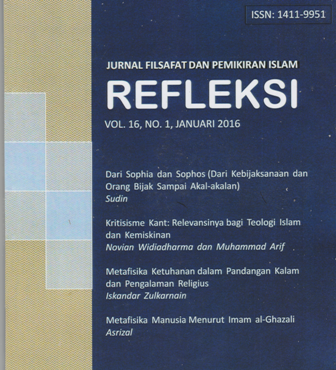 ISSN: 1411-9951
JURNAL FILSAFAT DAN PEMIKIRAN ISLAM
REFLEKSI
VOL. 16, NO. 1, JANUARI 2016
Dari Sophia dan Sophos (Dari Kebijaksanaan dan
Orang Bijak Sampai Akal-akalan)
Sudin
Kritisisme Kant: Relevansinya bagi Teologi Islam
dan Kemiskinan
Novian Widiadharma dan Muhammad Arif
Metafisika Ketuhanan dalam Pandangan Kalam
dan Pengalaman Religius
Iskandar Zulkarnain
Metafisika Manusia Menurut Imam al-Ghazali
Asrizal